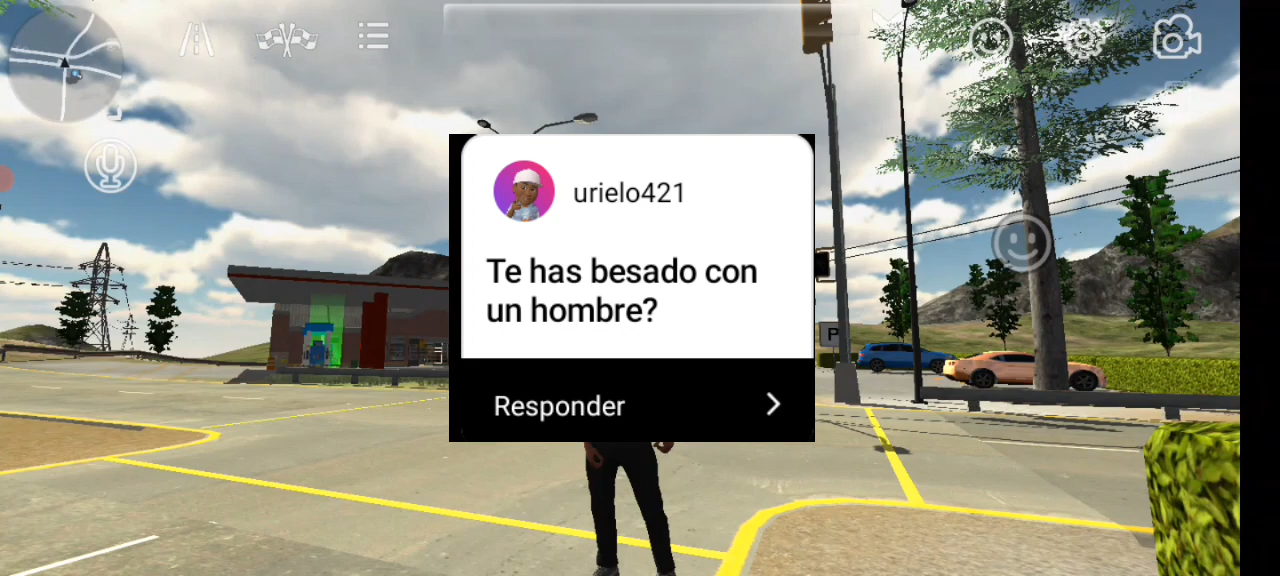 urielo421
Te has besado con
un hombre?
P
Responder